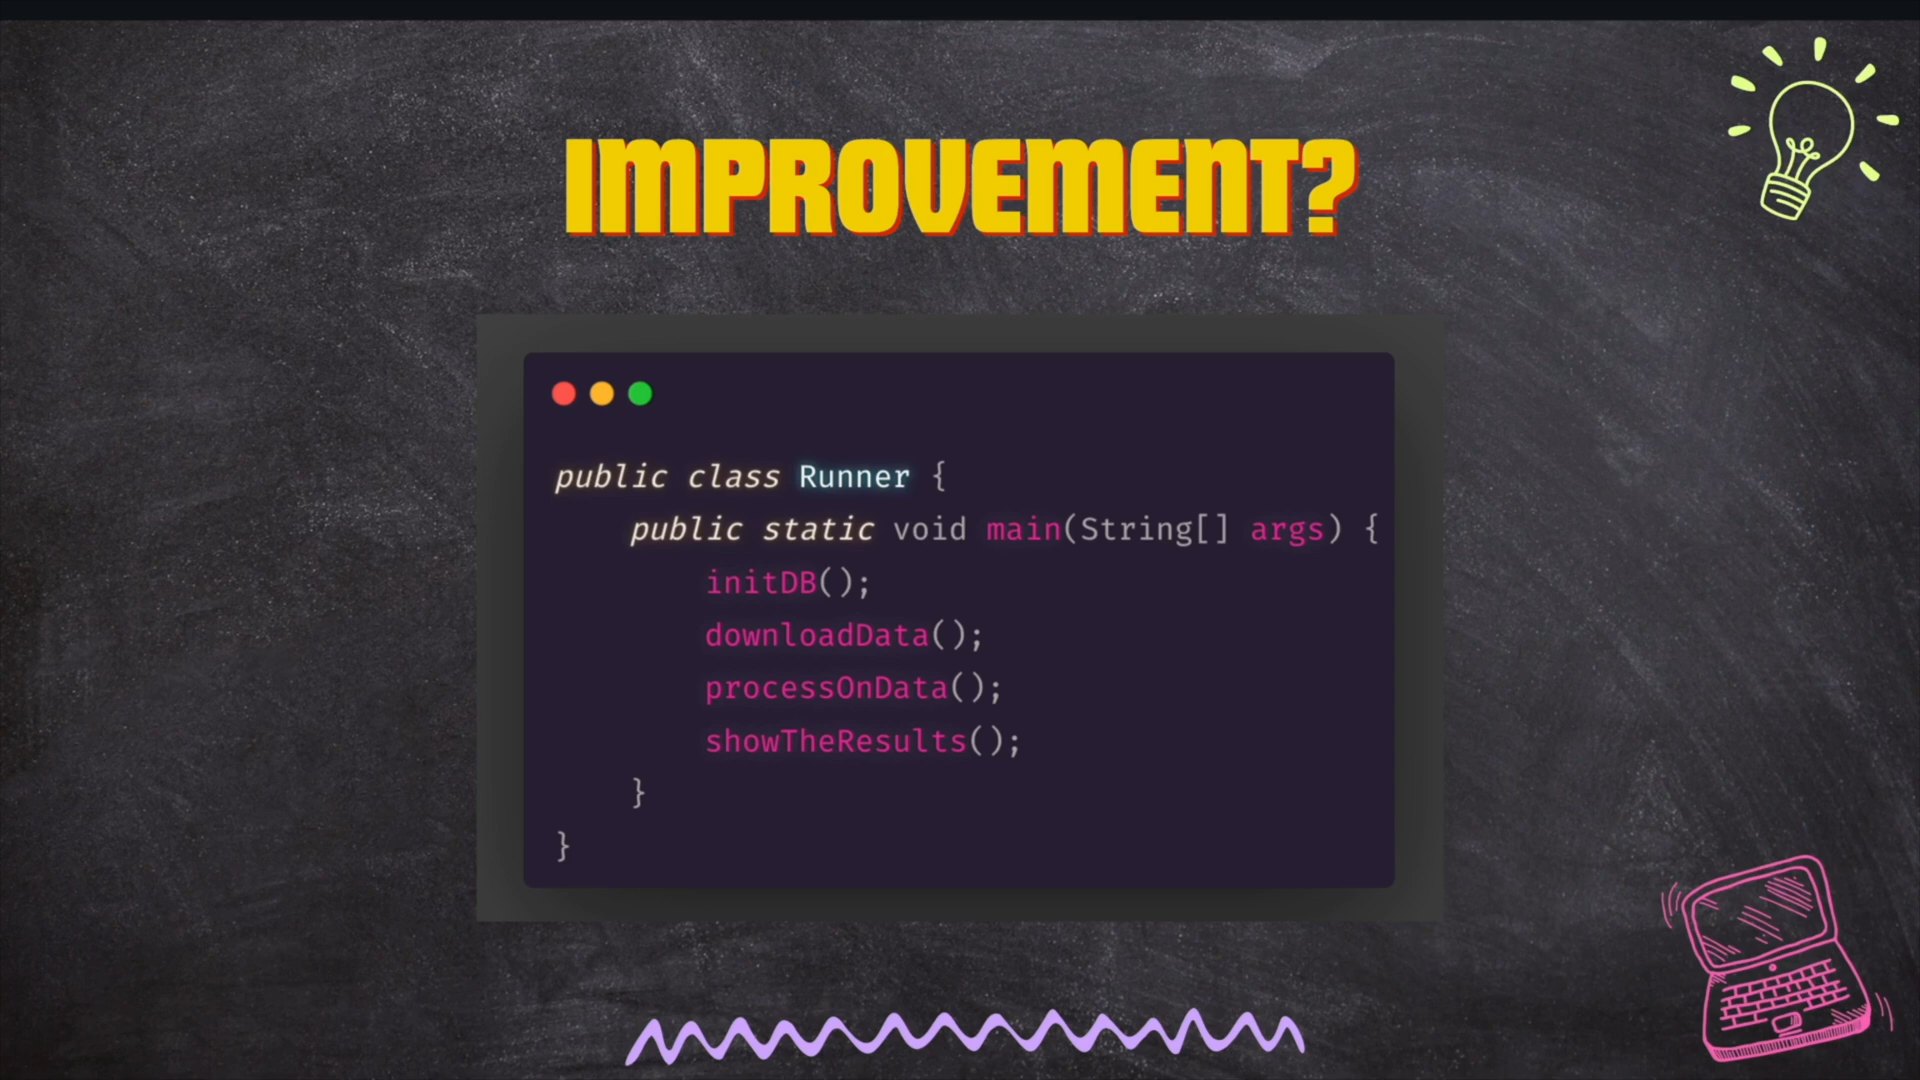 IMPROVEMENT?
public class Runner {
    public static void main(String[] args) {
        initDB();
        downloadData();
        processOnData();
        showTheResults();
    }
}